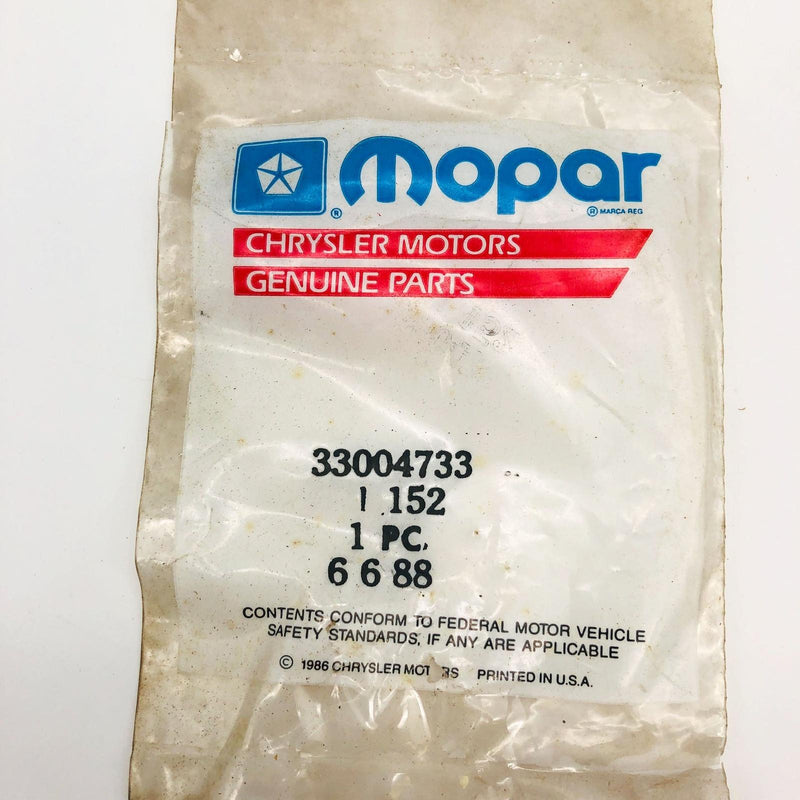 mopar
®
® MARCA REG
CHRYSLER MOTORS
GENUINE PARTS
33004733
1 152
1 PC.
6 6 88
CONTENTS CONFORM TO FEDERAL MOTOR VEHICLE
SAFETY STANDARDS, IF ANY ARE APPLICABLE
© 1986 CHRYSLER MOTORS PRINTED IN U.S.A.